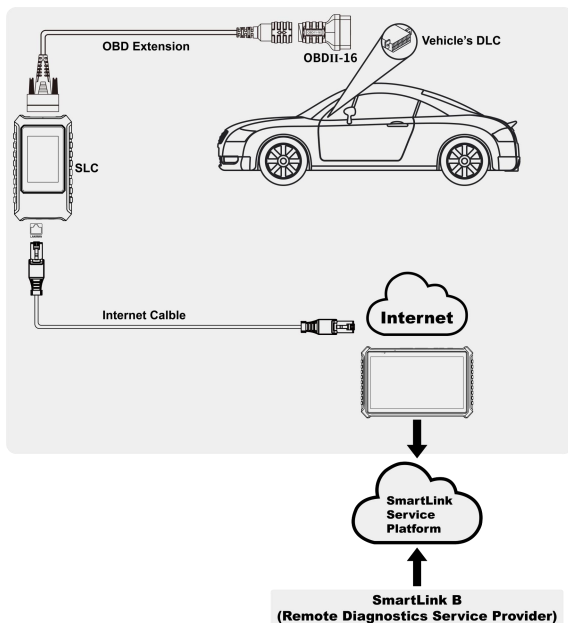 OBD Extension
OBDII-16
Vehicle's DLC
SLC
Internet Calble
Internet
SmartLink
Service
Platform
SmartLink B
(Remote Diagnostics Service Provider)